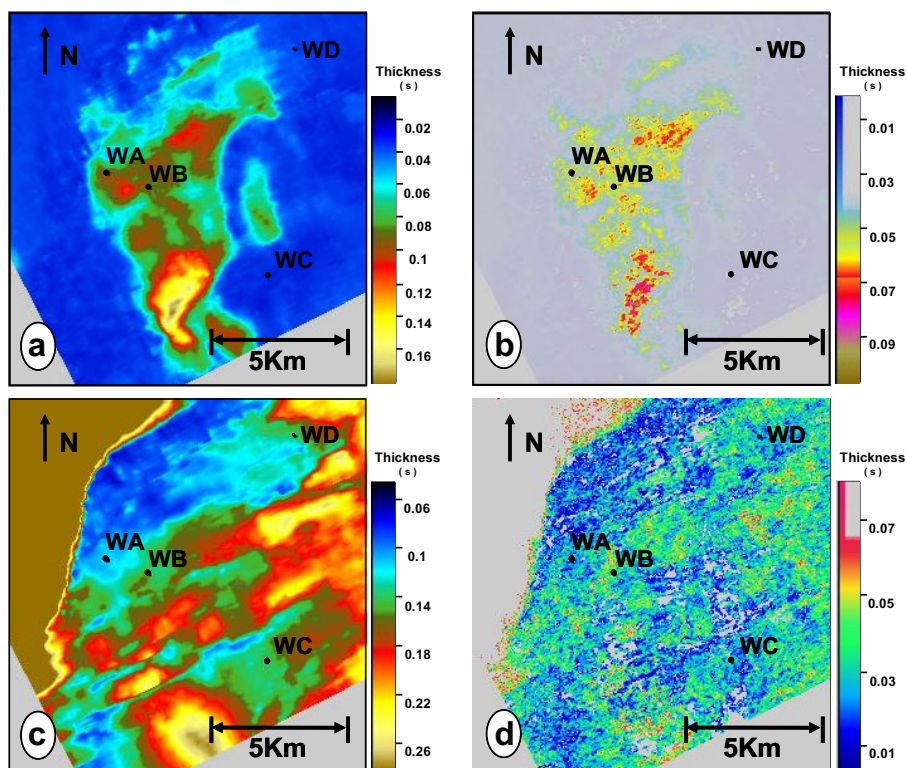 N
WD
Thickness
( s )
0.02
0.04
0.06
0.08
0.1
0.12
0.14
0.16
WA
WB
WC
a
5Km
N
WD
Thickness
( s )
0.01
0.03
0.05
0.07
0.09
WA
WB
WC
b
5Km
N
WD
Thickness
( s )
0.06
0.1
0.14
0.18
0.22
0.26
WA
WB
WC
c
5Km
N
WD
Thickness
( s )
0.07
0.05
0.03
0.01
WA
WB
WC
d
5Km